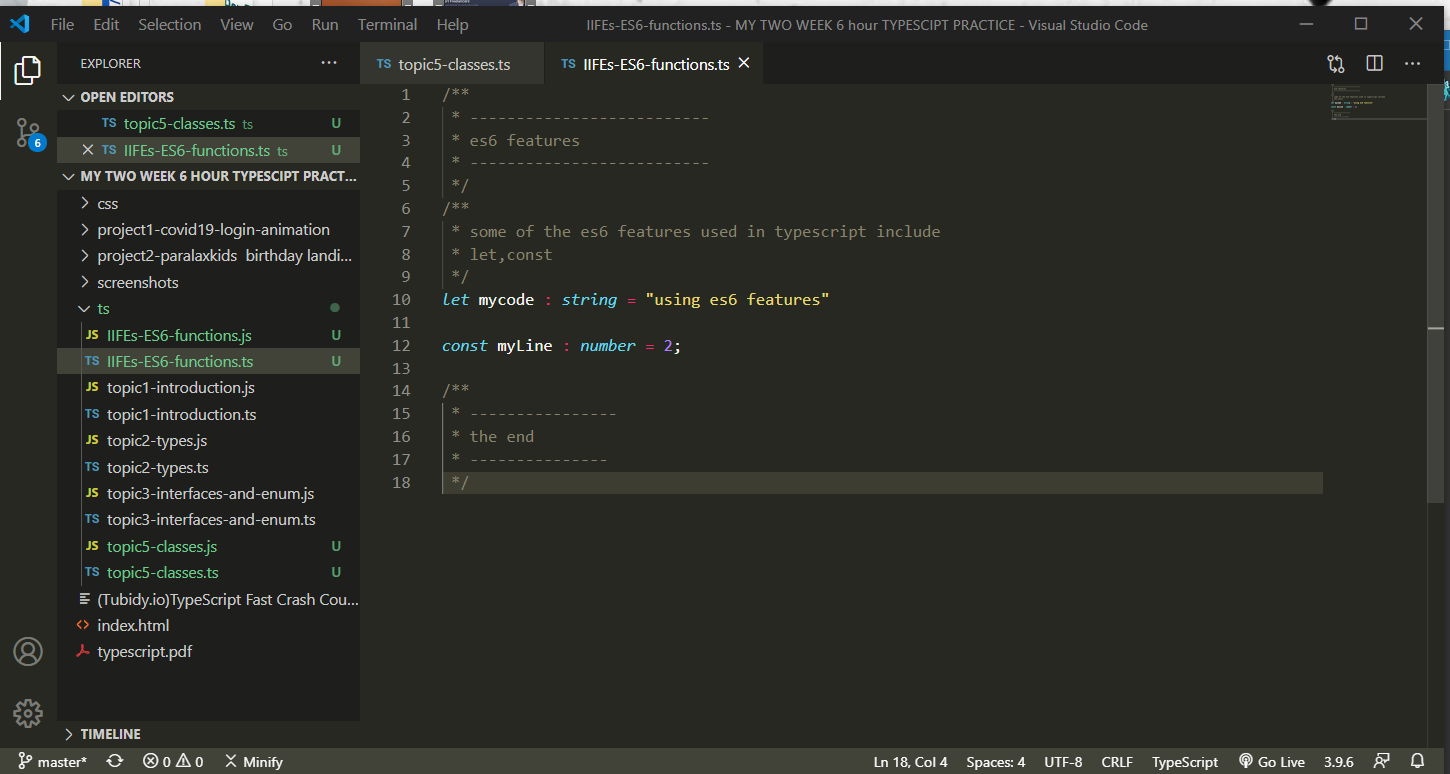 File Edit Selection View Go Run Terminal Help IIFEs-ES6-functions.ts - MY TWO WEEK 6 hour TYPESCIPT PRACTICE - Visual Studio Code
EXPLORER
TS topic5-classes.ts
TS IIFEs-ES6-functions.ts
OPEN EDITORS
TS topic5-classes.ts ts U
TS IIFEs-ES6-functions.ts ts U
6
MY TWO WEEK 6 HOUR TYPESCIPT PRACT...
css
project1-covid19-login-animation
project2-paralaxkids birthday landi...
screenshots
ts
JS IIFEs-ES6-functions.js U
TS IIFEs-ES6-functions.ts U
JS topic1-introduction.js
TS topic1-introduction.ts
JS topic2-types.js
TS topic2-types.ts
JS topic3-interfaces-and-enum.js
TS topic3-interfaces-and-enum.ts
JS topic5-classes.js U
TS topic5-classes.ts U
(Tubidy.io)TypeScript Fast Crash Cou...
index.html
typescript.pdf
TIMELINE
1 /**
2 * --------------------------
3 * es6 features
4 * --------------------------
5 */
6 /**
7 * some of the es6 features used in typescript include
8 * let,const
9 */
10 let mycode : string = "using es6 features"
11
12 const myLine : number = 2;
13
14 /**
15 * ----------------
16 * the end
17 * ---------------
18 */
master* 0 0 Minify Ln 18, Col 4 Spaces: 4 UTF-8 CRLF TypeScript Go Live 3.9.6